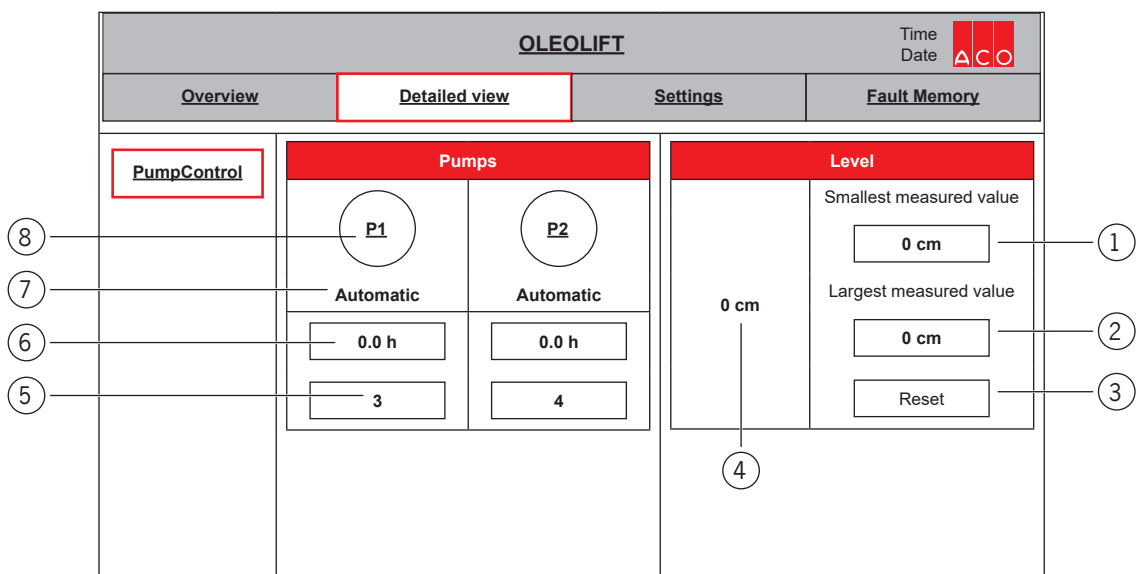 OLEOLIFT
Time
Date
ACO
Overview
Detailed view
Settings
Fault Memory
PumpControl
Pumps
P1
P2
Automatic
Automatic
0.0 h
0.0 h
3
4
Level
0 cm
Smallest measured value
0 cm
Largest measured value
0 cm
Reset
8
7
6
5
1
2
3
4